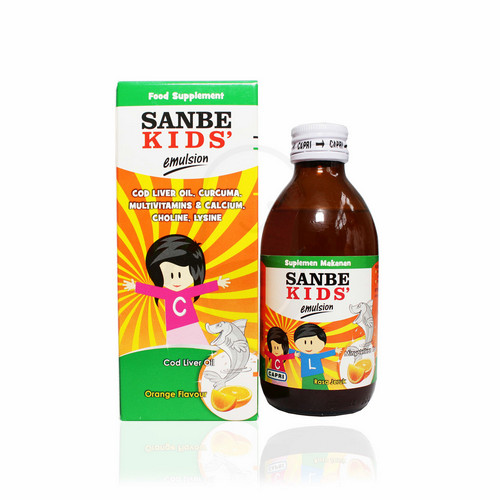 Food Supplement
SANBE
KIDS'
emulsion
COD LIVER OIL, CURCUMA,
MULTIVITAMINS & CALCIUM,
CHOLINE, LYSINE
C
Cod Liver Oil
Orange Flavour
CAPRI
Suplemen Makanan
SANBE
KIDS'
emulsion
C
L
CAPRI
Rasa Jeruk